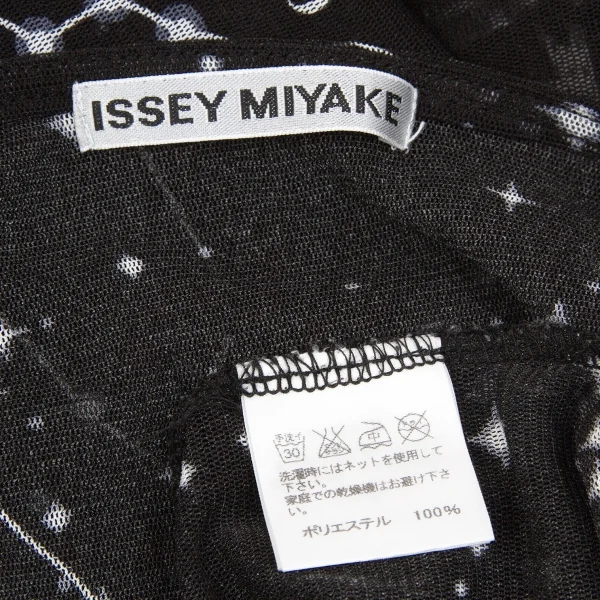 ISSEY MIYAKE
手洗イ
30
中
洗濯時にはネットを使用して
下さい。
家庭での乾燥機はお避け下さ
い。
ポリエステル 100%